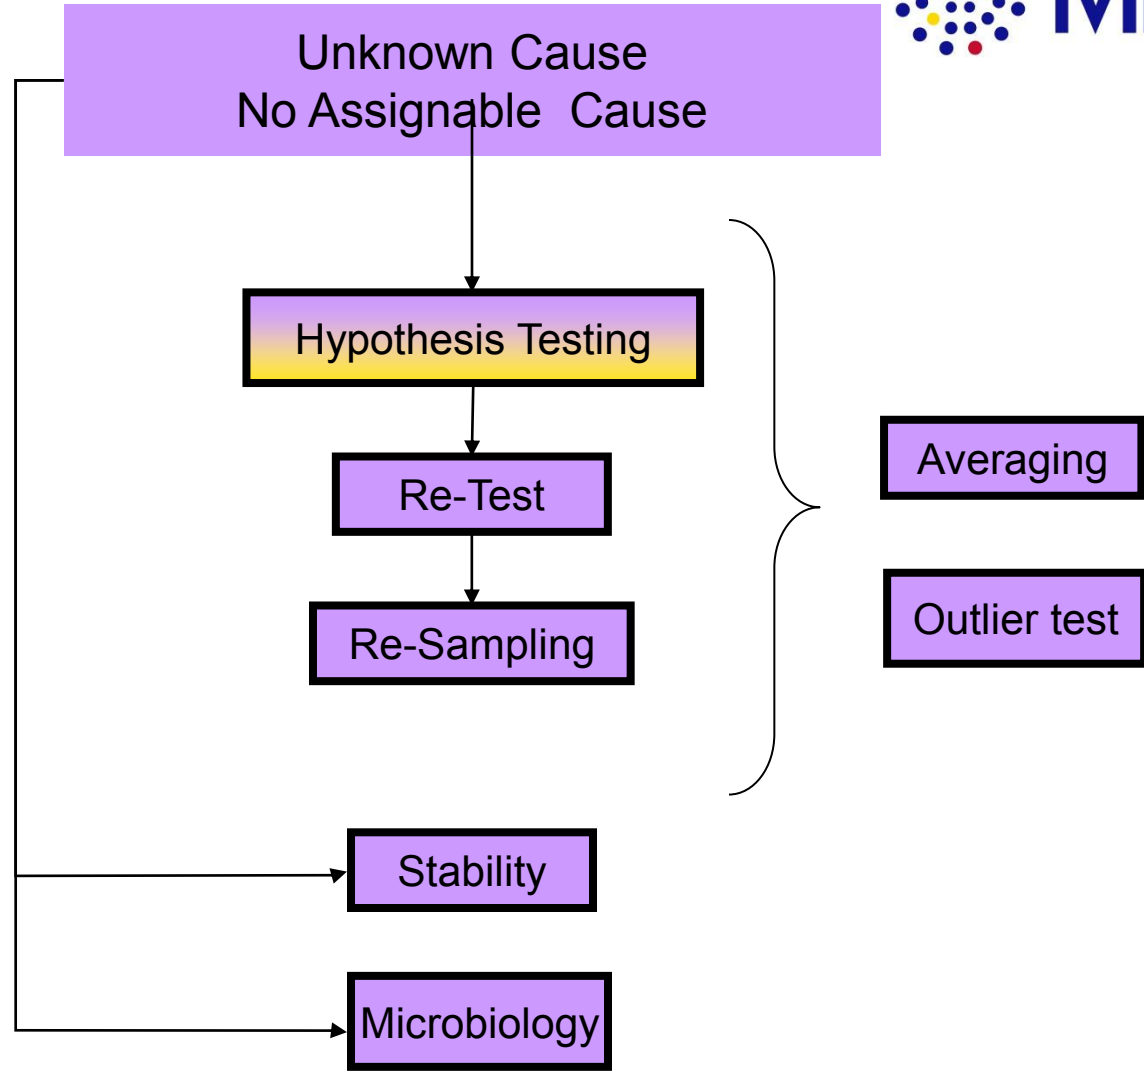 Unknown Cause
No Assignable Cause
Hypothesis Testing
Re-Test
Re-Sampling
Averaging
Outlier test
Stability
Microbiology